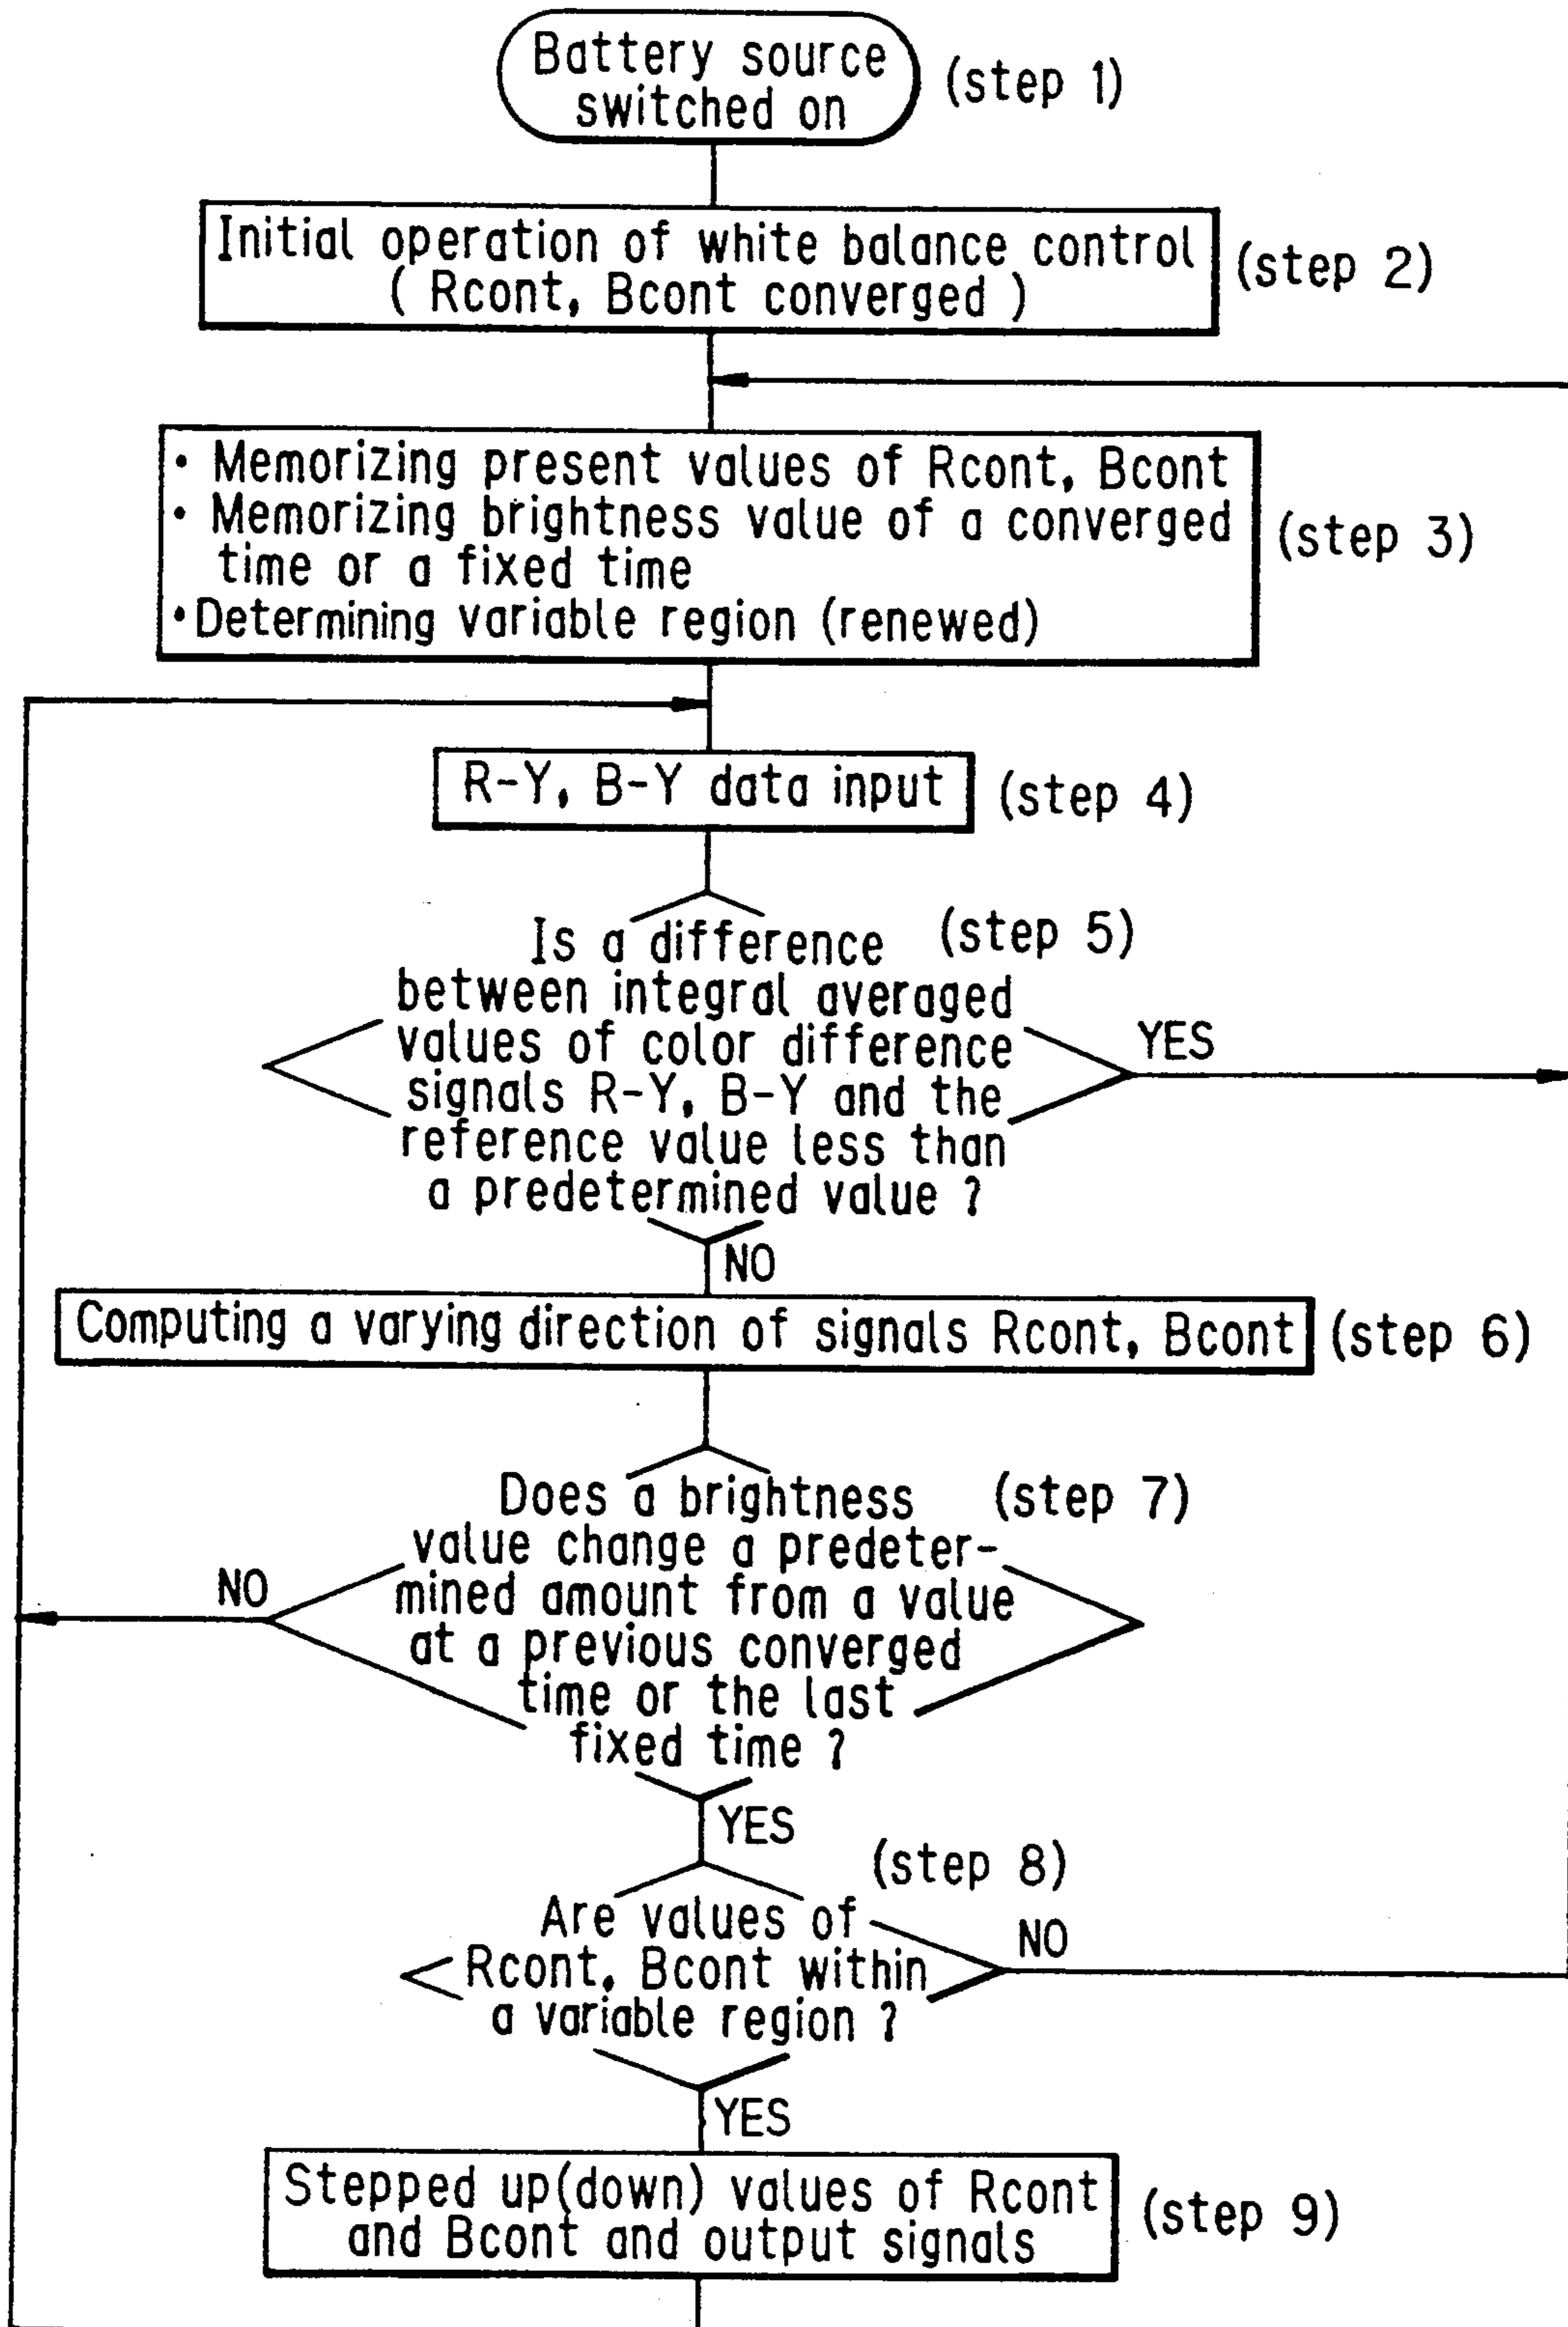 Battery source
switched on
(step 1)
Initial operation of white balance control
( Rcont, Bcont converged )
(step 2)
• Memorizing present values of Rcont, Bcont
• Memorizing brightness value of a converged
time or a fixed time
• Determining variable region (renewed)
(step 3)
R-Y, B-Y data input
(step 4)
Is a difference
(step 5)
between integral averaged
values of color difference
signals R-Y, B-Y and the
reference value less than
a predetermined value ?
YES
NO
Computing a varying direction of signals Rcont, Bcont
(step 6)
Does a brightness
(step 7)
value change a predeter-
mined amount from a value
at a previous converged
time or the last
fixed time ?
NO
YES
(step 8)
Are values of
Rcont, Bcont within
a variable region ?
NO
YES
Stepped up(down) values of Rcont
and Bcont and output signals
(step 9)